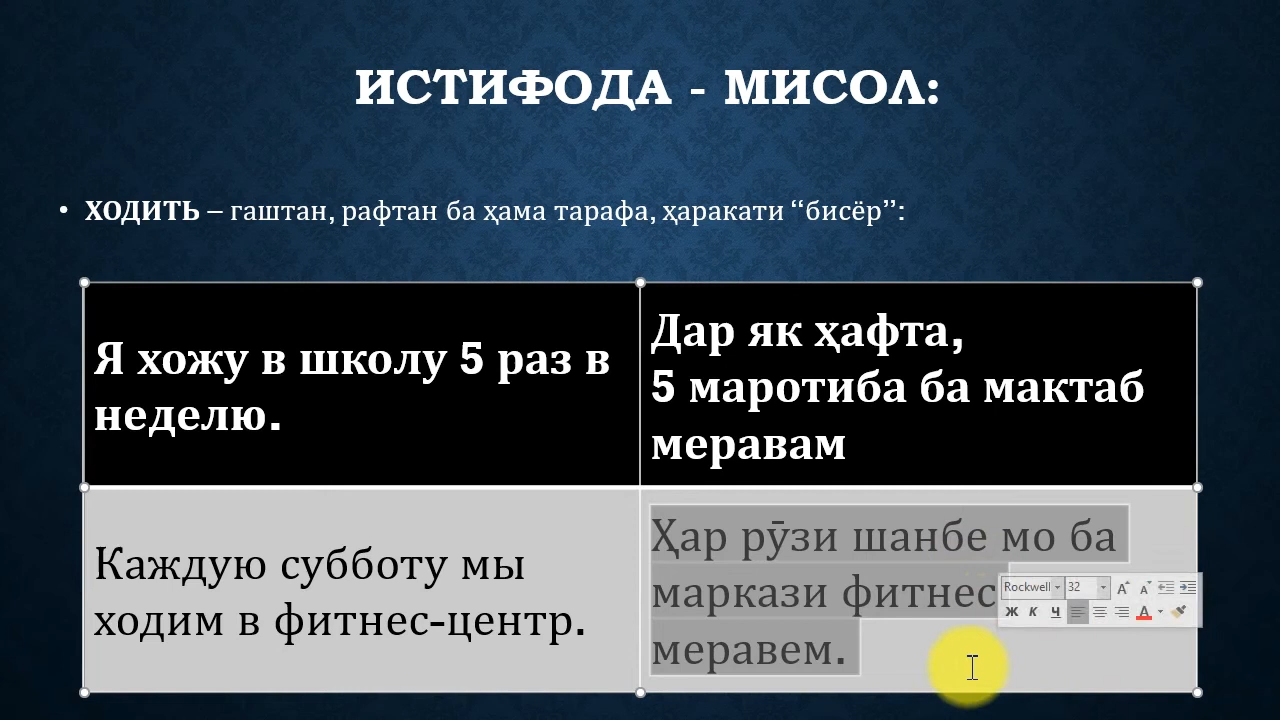 ИСТИФОДА - МИСОЛ:
• ХОДИТЬ – гаштан, рафтан ба ҳама тарафа, ҳаракати “бисёр”:
Я хожу в школу 5 раз в
неделю.
Дар як ҳафта,
5 маротиба ба мактаб
меравам
Каждую субботу мы
ходим в фитнес-центр.
Ҳар рӯзи шанбе мо ба
маркази фитнес
меравем.
Rockwell 32
Ж К Ч А